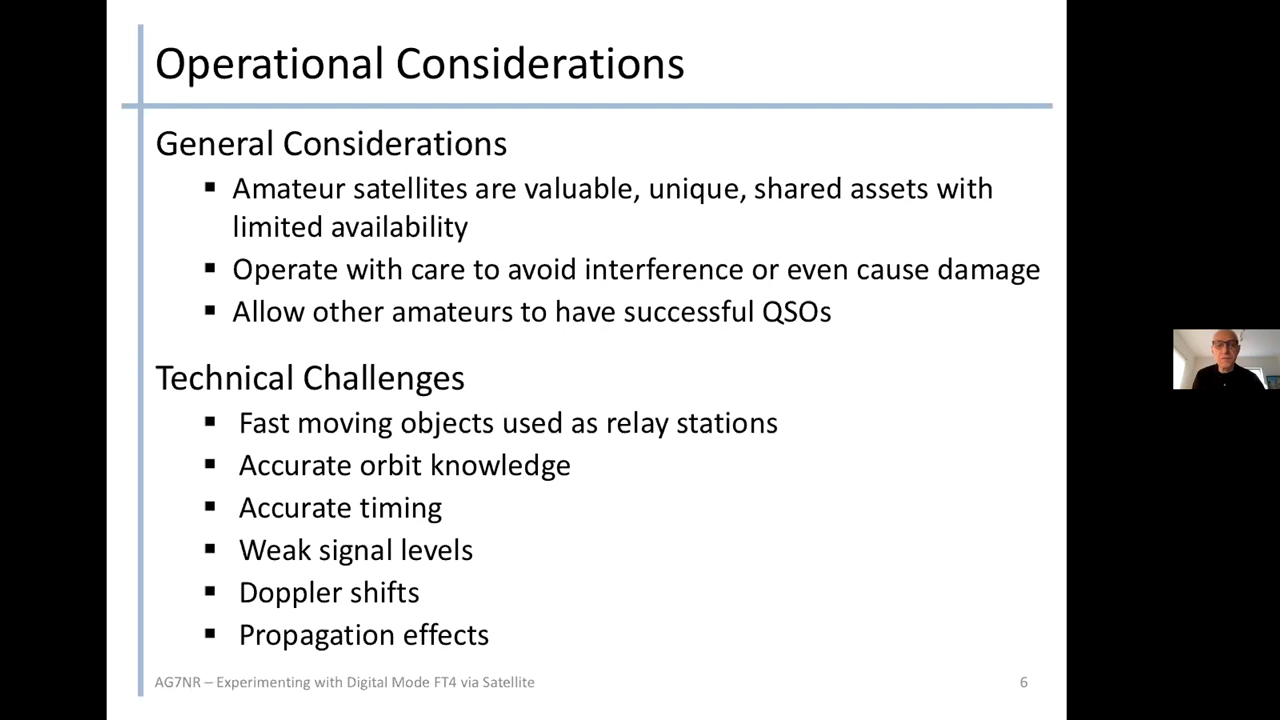 Operational Considerations
General Considerations
▪ Amateur satellites are valuable, unique, shared assets with
limited availability
▪ Operate with care to avoid interference or even cause damage
▪ Allow other amateurs to have successful QSOs
Technical Challenges
▪ Fast moving objects used as relay stations
▪ Accurate orbit knowledge
▪ Accurate timing
▪ Weak signal levels
▪ Doppler shifts
▪ Propagation effects
AG7NR – Experimenting with Digital Mode FT4 via Satellite
6